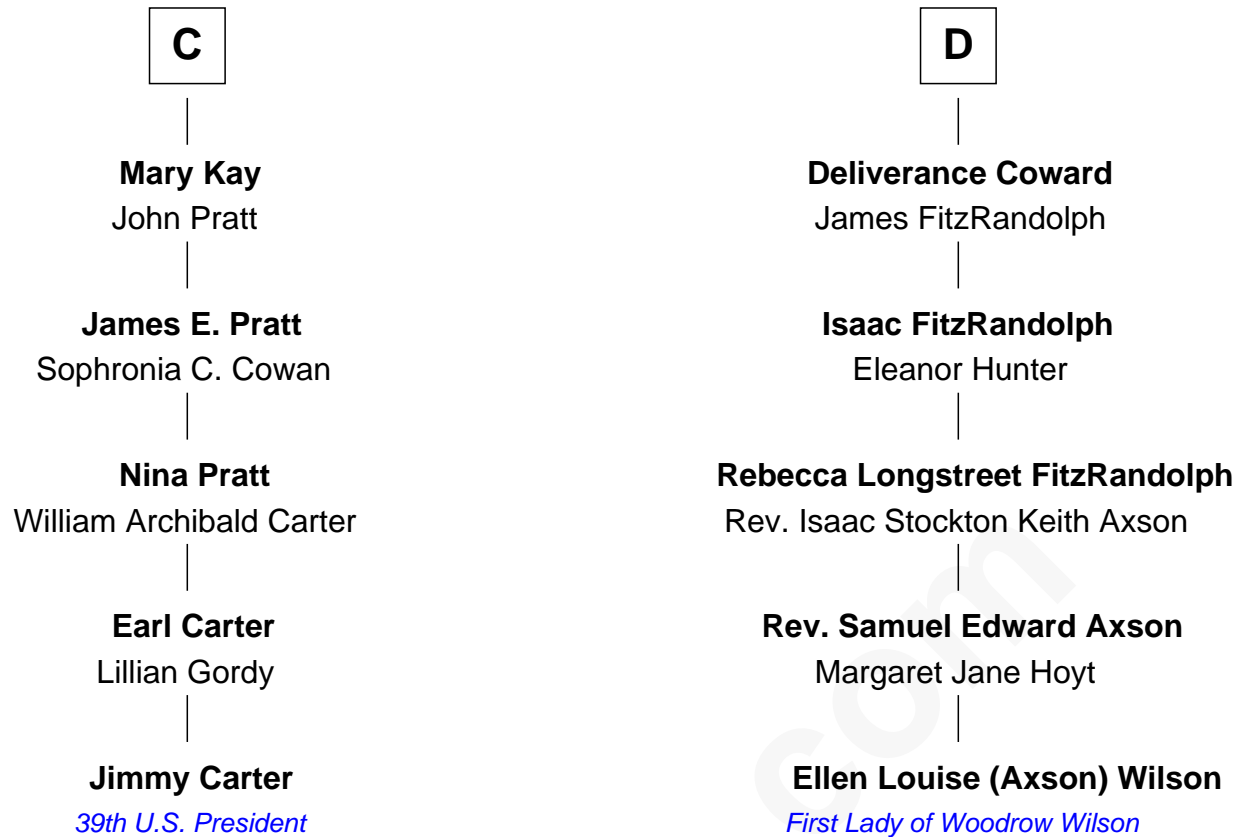 C
Mary Kay
John Pratt
James E. Pratt
Sophronia C. Cowan
Nina Pratt
William Archibald Carter
Earl Carter
Lillian Gordy
Jimmy Carter
39th U.S. President
D
Deliverance Coward
James FitzRandolph
Isaac FitzRandolph
Eleanor Hunter
Rebecca Longstreet FitzRandolph
Rev. Isaac Stockton Keith Axson
Rev. Samuel Edward Axson
Margaret Jane Hoyt
Ellen Louise (Axson) Wilson
First Lady of Woodrow Wilson
com